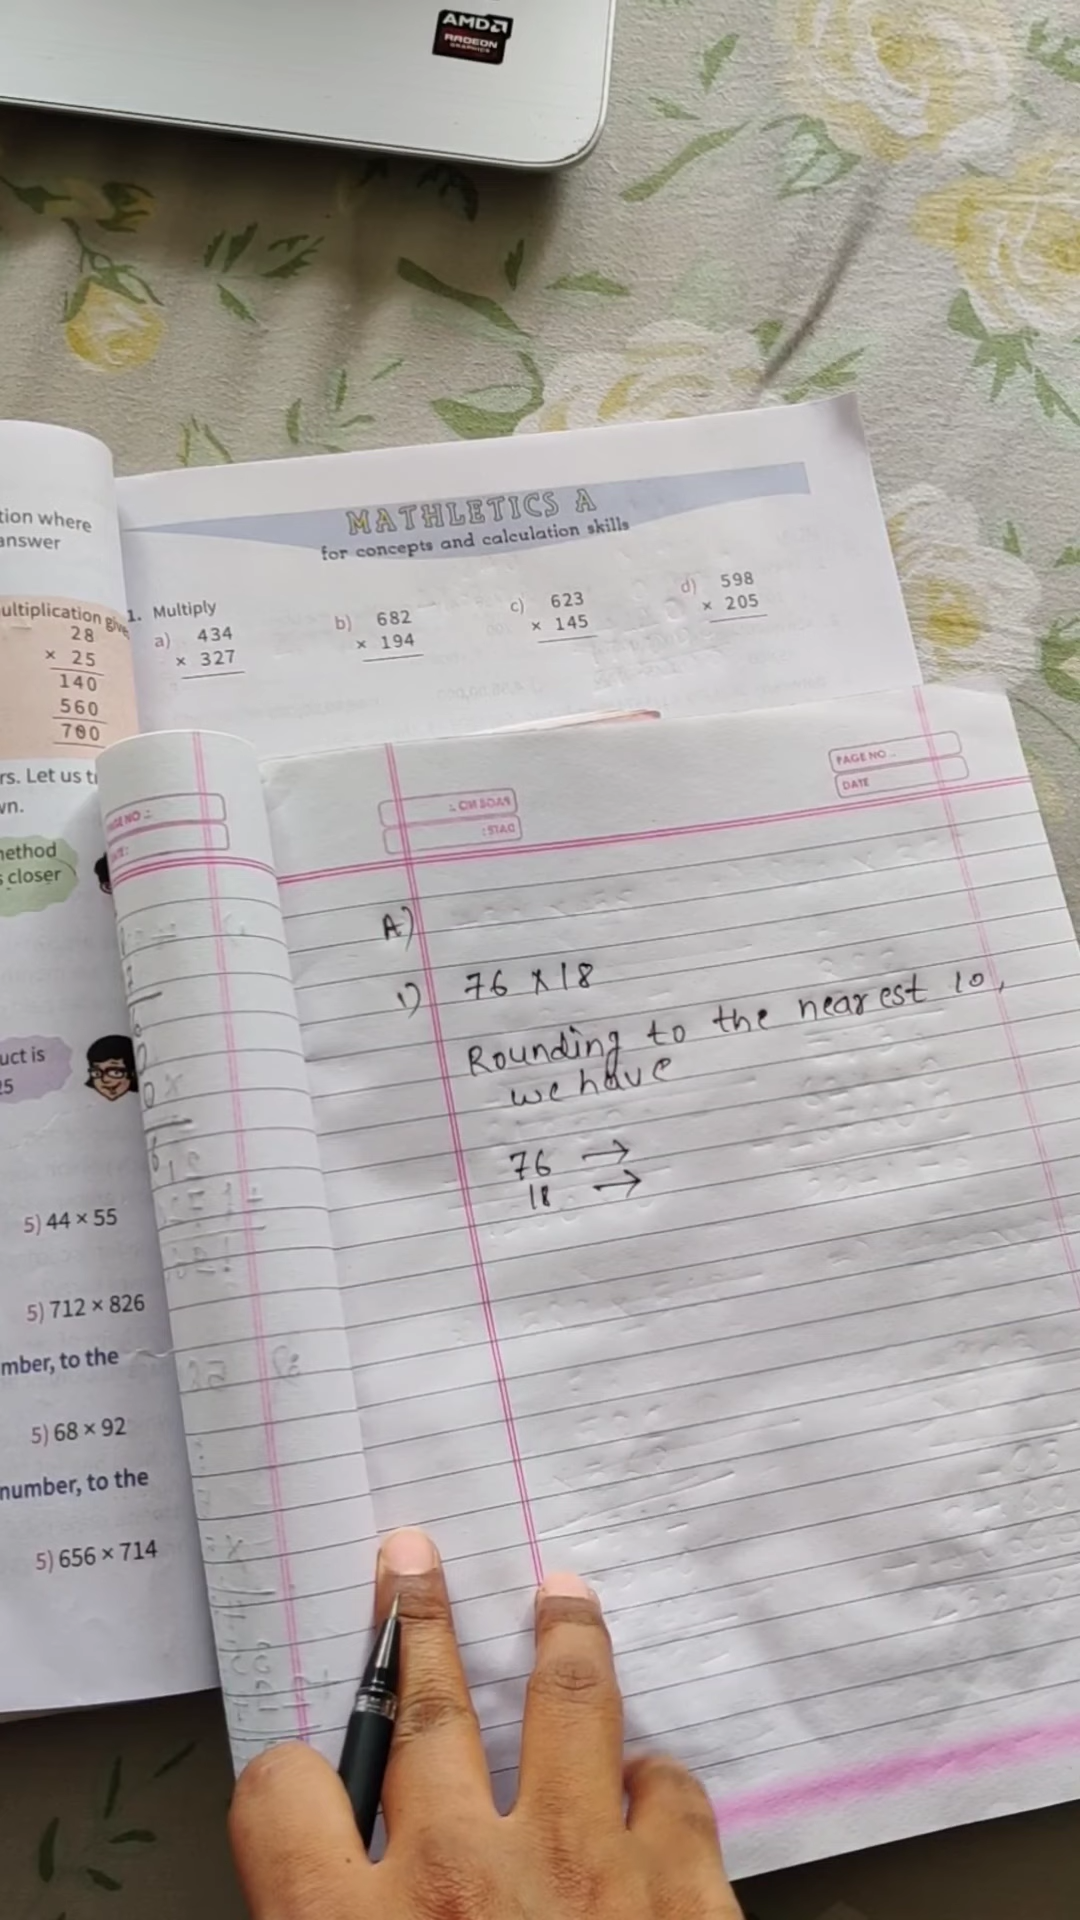 AMD
RADEON
GRAPHICS
tion where
answer
ultiplication give
28
× 25
140
560
700
rs. Let us t
wn.
nethod
s closer
uct is
25
5) 44 × 55
5) 712 × 826
mber, to the
5) 68 × 92
number, to the
5) 656 × 714
MATHLETICS A
for concepts and calculation skills
1. Multiply
a) 434
× 327
b) 682
× 194
c) 623
× 145
d) 598
× 205
PAGE NO.
DATE
A)
1) 76 × 18
Rounding to the nearest 10,
we have
76 →
18 →